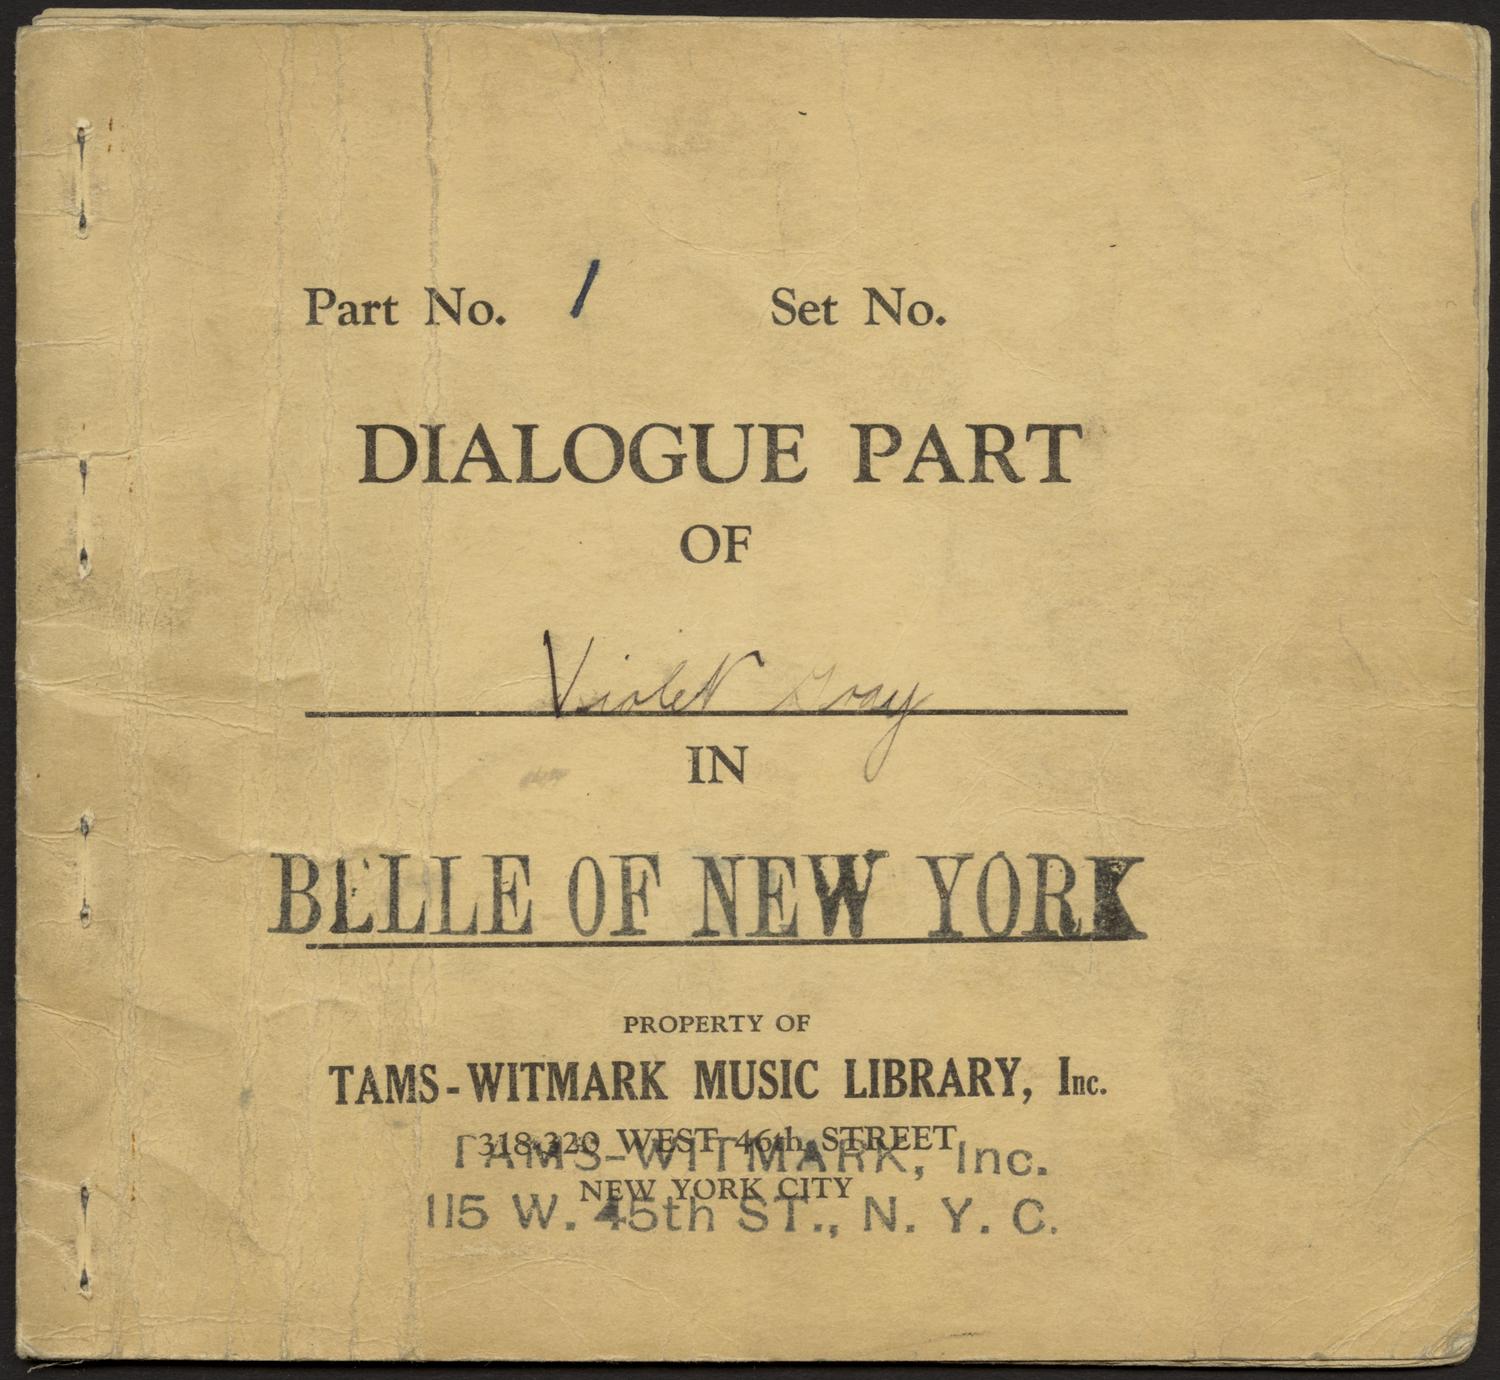 Part No. 1 Set No.
DIALOGUE PART
OF
Violet Gray
IN
BELLE OF NEW YORK
PROPERTY OF
TAMS-WITMARK MUSIC LIBRARY, Inc.
318-320 WEST 46th STREET
TAMS-WITMARK, Inc.
NEW YORK CITY
115 W. 45th ST., N. Y. C.